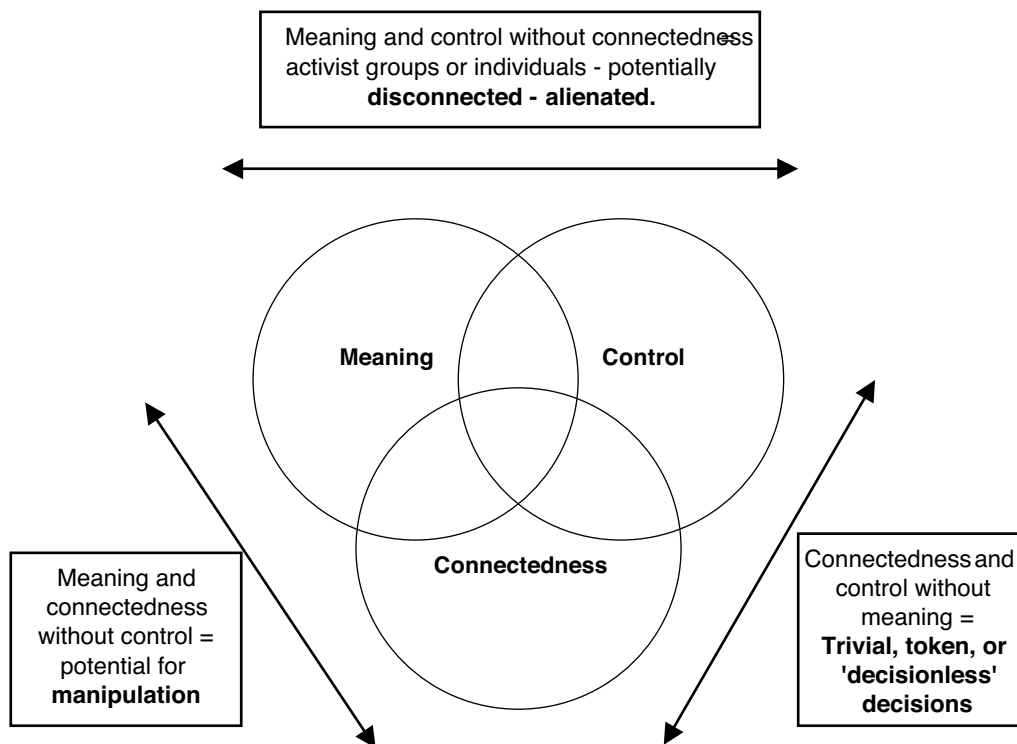 Meaning and control without connectedness =
activist groups or individuals - potentially
disconnected - alienated.
Meaning
Control
Connectedness
Meaning and
connectedness
without control =
potential for
manipulation
Connectedness and
control without
meaning =
Trivial, token, or
'decisionless'
decisions